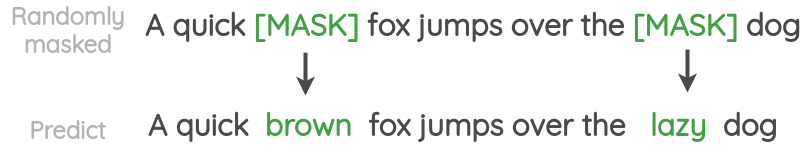 Randomly
masked
A quick [MASK] fox jumps over the [MASK] dog
Predict
A quick brown fox jumps over the lazy dog